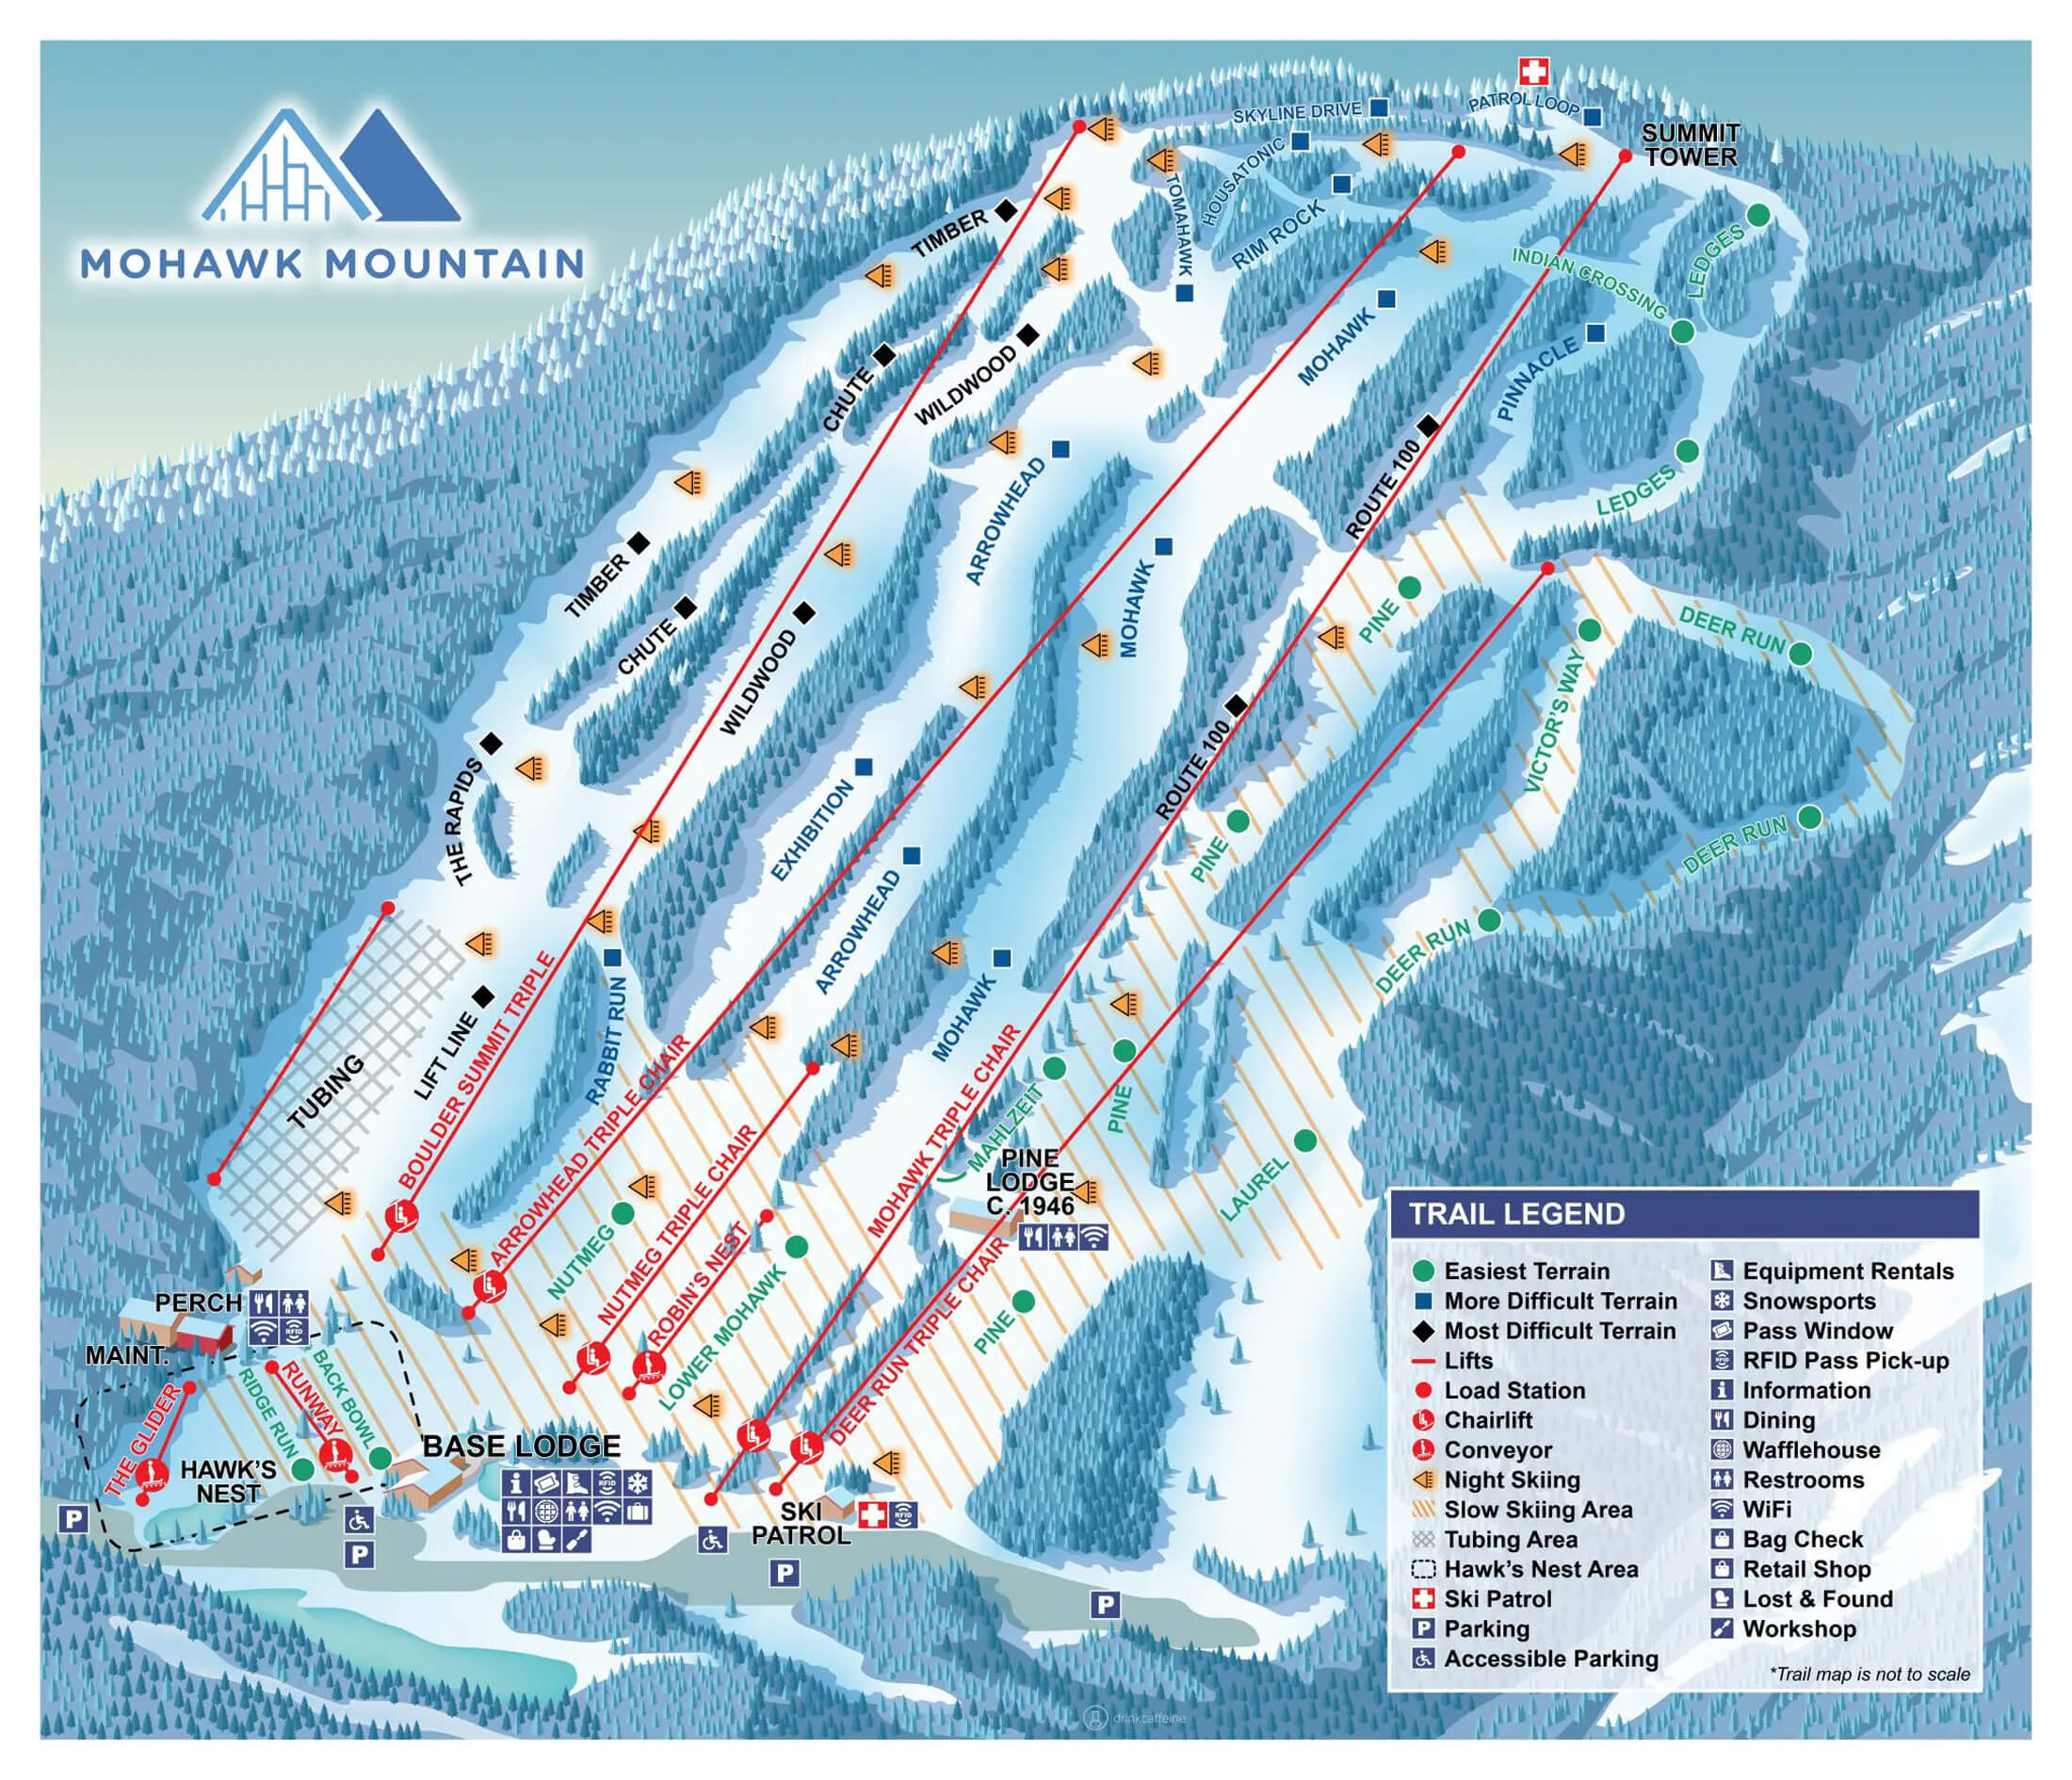 MOHAWK MOUNTAIN
SKYLINE DRIVE
PATROL LOOP
SUMMIT
TOWER
HOUSATONIC
TOMAHAWK
RIM ROCK
TIMBER
INDIAN CROSSING
LEDGES
MOHAWK
PINNACLE
CHUTE
WILDWOOD
ARROWHEAD
ROUTE 100
LEDGES
TIMBER
CHUTE
WILDWOOD
MOHAWK
PINE
DEER RUN
VICTOR'S WAY
THE RAPIDS
EXHIBITION
ARROWHEAD
ROUTE 100
PINE
DEER RUN
DEER RUN
TUBING
LIFT LINE
BOULDER SUMMIT TRIPLE
RABBIT RUN
MOHAWK
ARROWHEAD TRIPLE CHAIR
NUTMEG TRIPLE CHAIR
MOHAWK TRIPLE CHAIR
MAHLZEIT
PINE
PINE
LODGE
C. 1946
LAUREL
NUTMEG
ROBIN'S NEST
LOWER MOHAWK
DEER RUN TRIPLE CHAIR
PINE
PERCH
RFID
MAINT.
THE GLIDER
RIDGE RUN
RUNWAY
BACK BOWL
HAWK'S
NEST
BASE LODGE
RFID
SKI
PATROL
RFID
P
P
P
P
TRAIL LEGEND
Easiest Terrain
More Difficult Terrain
Most Difficult Terrain
Lifts
Load Station
Chairlift
Conveyor
Night Skiing
Slow Skiing Area
Tubing Area
Hawk's Nest Area
Ski Patrol
P Parking
Accessible Parking
Equipment Rentals
Snowsports
Pass Window
RFID Pass Pick-up
Information
Dining
Wafflehouse
Restrooms
WiFi
Bag Check
Retail Shop
Lost & Found
Workshop
*Trail map is not to scale
drinkcaffeine